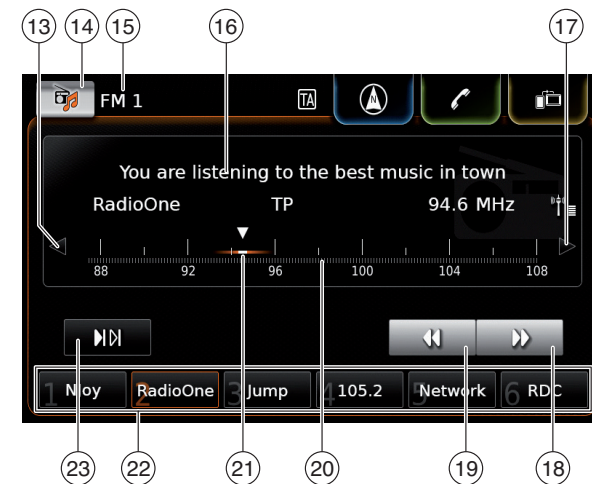 13 14 15 16 17
FM 1 TA N
You are listening to the best music in town
RadioOne TP 94.6 MHz
88 92 96 100 104 108
1 NJoy 2 RadioOne 3 Jump 4 105.2 5 Network 6 RDC
23 22 21 20 19 18